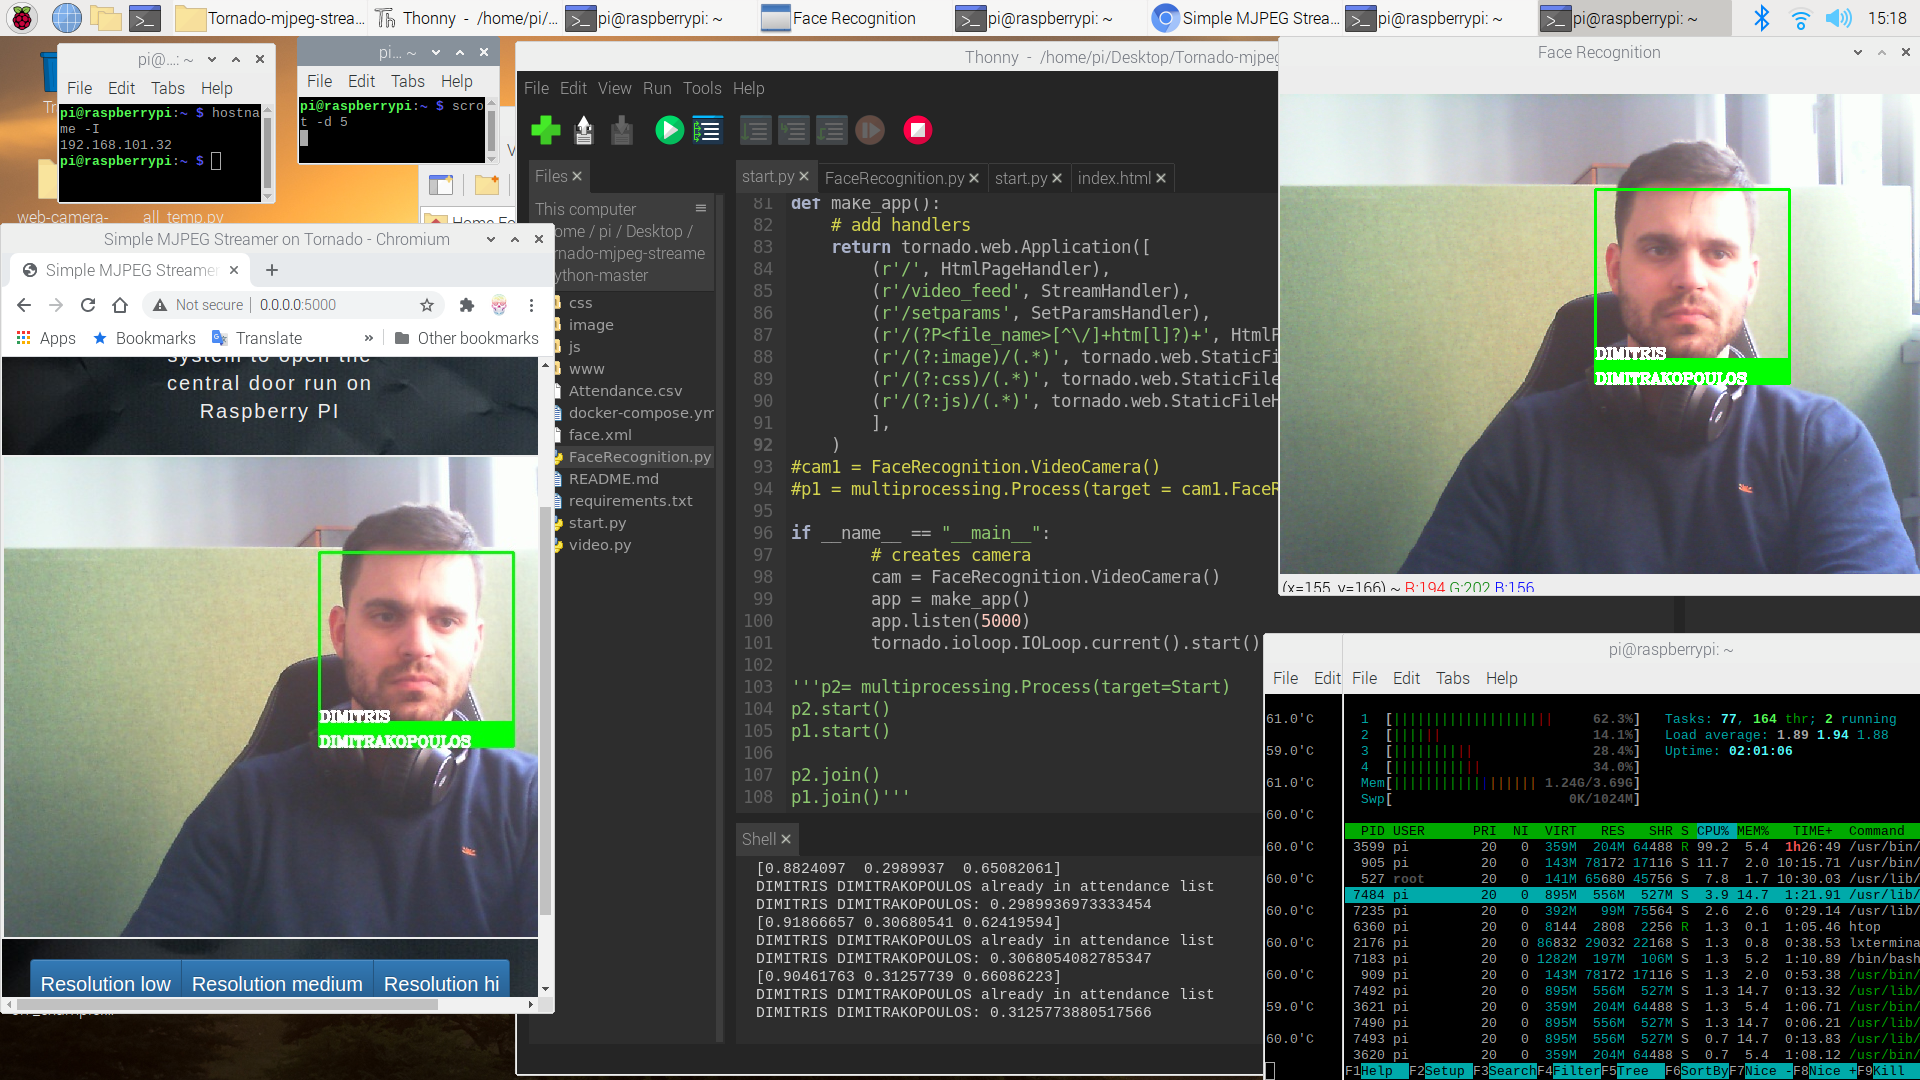 Tornado-mjpeg-strea...
Thonny - /home/pi/...
pi@raspberrypi: ~
Face Recognition
pi@raspberrypi: ~
Simple MJPEG Strea...
pi@raspberrypi: ~
pi@raspberrypi: ~
15:18
pi@...: ~
File Edit Tabs Help
pi@raspberrypi:~ $ hostna
me -I
192.168.101.32
pi@raspberrypi:~ $
pi... ~
File Edit Tabs Help
pi@raspberrypi:~ $ scro
t -d 5
web-camera-
all_temp.py
Simple MJPEG Streamer on Tornado - Chromium
Simple MJPEG Streamer
Not secure | 0.0.0.0:5000
Apps Bookmarks Translate » Other bookmarks
system to open the
central door run on
Raspberry PI
DIMITRIS
DIMITRAKOPOULOS
Resolution low Resolution medium Resolution hi
Thonny - /home/pi/Desktop/Tornado-mjpeg
File Edit View Run Tools Help
Files
This computer
ome / pi / Desktop /
rnado-mjpeg-streame
ython-master
css
image
js
www
Attendance.csv
docker-compose.ym
face.xml
FaceRecognition.py
README.md
requirements.txt
start.py
video.py
start.py FaceRecognition.py start.py index.html
81 def make_app():
82 # add handlers
83 return tornado.web.Application([
84 (r'/', HtmlPageHandler),
85 (r'/video_feed', StreamHandler),
86 (r'/setparams', SetParamsHandler),
87 (r'/(?P<file_name>[^\/]+htm[l]?)+', HtmlP
88 (r'/(?:image)/(.*)', tornado.web.StaticFi
89 (r'/(?:css)/(.*)', tornado.web.StaticFile
90 (r'/(?:js)/(.*)', tornado.web.StaticFileH
91 ],
92 )
93 #cam1 = FaceRecognition.VideoCamera()
94 #p1 = multiprocessing.Process(target = cam1.FaceR
95
96 if __name__ == "__main__":
97 # creates camera
98 cam = FaceRecognition.VideoCamera()
99 app = make_app()
100 app.listen(5000)
101 tornado.ioloop.IOLoop.current().start()
102
103 '''p2= multiprocessing.Process(target=Start)
104 p2.start()
105 p1.start()
106
107 p2.join()
108 p1.join()'''
Shell
[0.8824097 0.2989937 0.65082061]
DIMITRIS DIMITRAKOPOULOS already in attendance list
DIMITRIS DIMITRAKOPOULOS: 0.2989936973333454
[0.91866657 0.30680541 0.62419594]
DIMITRIS DIMITRAKOPOULOS already in attendance list
DIMITRIS DIMITRAKOPOULOS: 0.3068054082785347
[0.90461763 0.31257739 0.66086223]
DIMITRIS DIMITRAKOPOULOS already in attendance list
DIMITRIS DIMITRAKOPOULOS: 0.3125773880517566
Face Recognition
DIMITRIS
DIMITRAKOPOULOS
(x=155, y=166) ~ R:194 G:202 B:156
File Edit
61.0'C
59.0'C
61.0'C
60.0'C
60.0'C
60.0'C
60.0'C
60.0'C
60.0'C
59.0'C
60.0'C
pi@raspberrypi: ~
File Edit Tabs Help
1 [ 62.3%] Tasks: 77, 164 thr; 2 running
2 [ 14.1%] Load average: 1.89 1.94 1.88
3 [ 28.4%] Uptime: 02:01:06
4 [ 34.0%]
Mem[ 1.24G/3.69G]
Swp[ 0K/1024M]
PID USER PRI NI VIRT RES SHR S CPU% MEM% TIME+ Command
3599 pi 20 0 359M 204M 64488 R 99.2 5.4 1h26:49 /usr/bin/
905 pi 20 0 143M 78172 17116 S 11.7 2.0 10:15.71 /usr/bin/
527 root 20 0 141M 65680 45756 S 7.8 1.7 10:30.03 /usr/lib/
7484 pi 20 0 895M 556M 527M S 3.9 14.7 1:21.91 /usr/lib/
7235 pi 20 0 392M 99M 75564 S 2.6 2.6 0:29.14 /usr/lib/
6360 pi 20 0 8144 2808 2256 R 1.3 0.1 1:05.46 htop
2176 pi 20 0 86832 29032 22168 S 1.3 0.8 0:38.53 lxtermina
7183 pi 20 0 1282M 197M 106M S 1.3 5.2 1:10.89 /bin/bash
909 pi 20 0 143M 78172 17116 S 1.3 2.0 0:53.38 /usr/bin/
7492 pi 20 0 895M 556M 527M S 1.3 14.7 0:13.32 /usr/lib/
3621 pi 20 0 359M 204M 64488 S 1.3 5.4 1:06.71 /usr/bin/
7490 pi 20 0 895M 556M 527M S 1.3 14.7 0:06.21 /usr/lib/
7493 pi 20 0 895M 556M 527M S 0.7 14.7 0:13.83 /usr/lib/
3620 pi 20 0 359M 204M 64488 S 0.7 5.4 1:08.12 /usr/bin/
F1Help F2Setup F3SearchF4FilterF5Tree F6SortByF7Nice -F8Nice +F9Kill